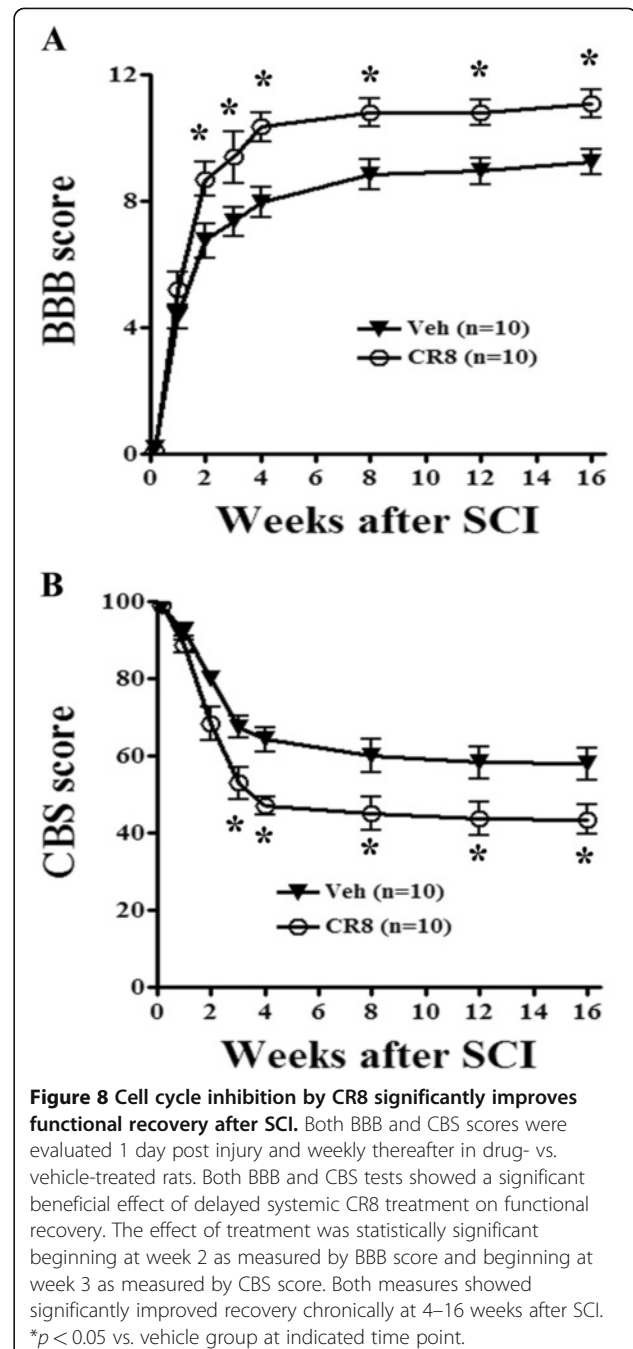 A
12
8
4
0
BBB score
* * * * * *
Veh (n=10)
CR8 (n=10)
0 2 4 6 8 10 12 14 16
Weeks after SCI
B
100
80
60
40
20
0
CBS score
* * * * *
Veh (n=10)
CR8 (n=10)
0 2 4 6 8 10 12 14 16
Weeks after SCI
Figure 8 Cell cycle inhibition by CR8 significantly improves
functional recovery after SCI. Both BBB and CBS scores were
evaluated 1 day post injury and weekly thereafter in drug- vs.
vehicle-treated rats. Both BBB and CBS tests showed a significant
beneficial effect of delayed systemic CR8 treatment on functional
recovery. The effect of treatment was statistically significant
beginning at week 2 as measured by BBB score and beginning at
week 3 as measured by CBS score. Both measures showed
significantly improved recovery chronically at 4–16 weeks after SCI.
*p < 0.05 vs. vehicle group at indicated time point.